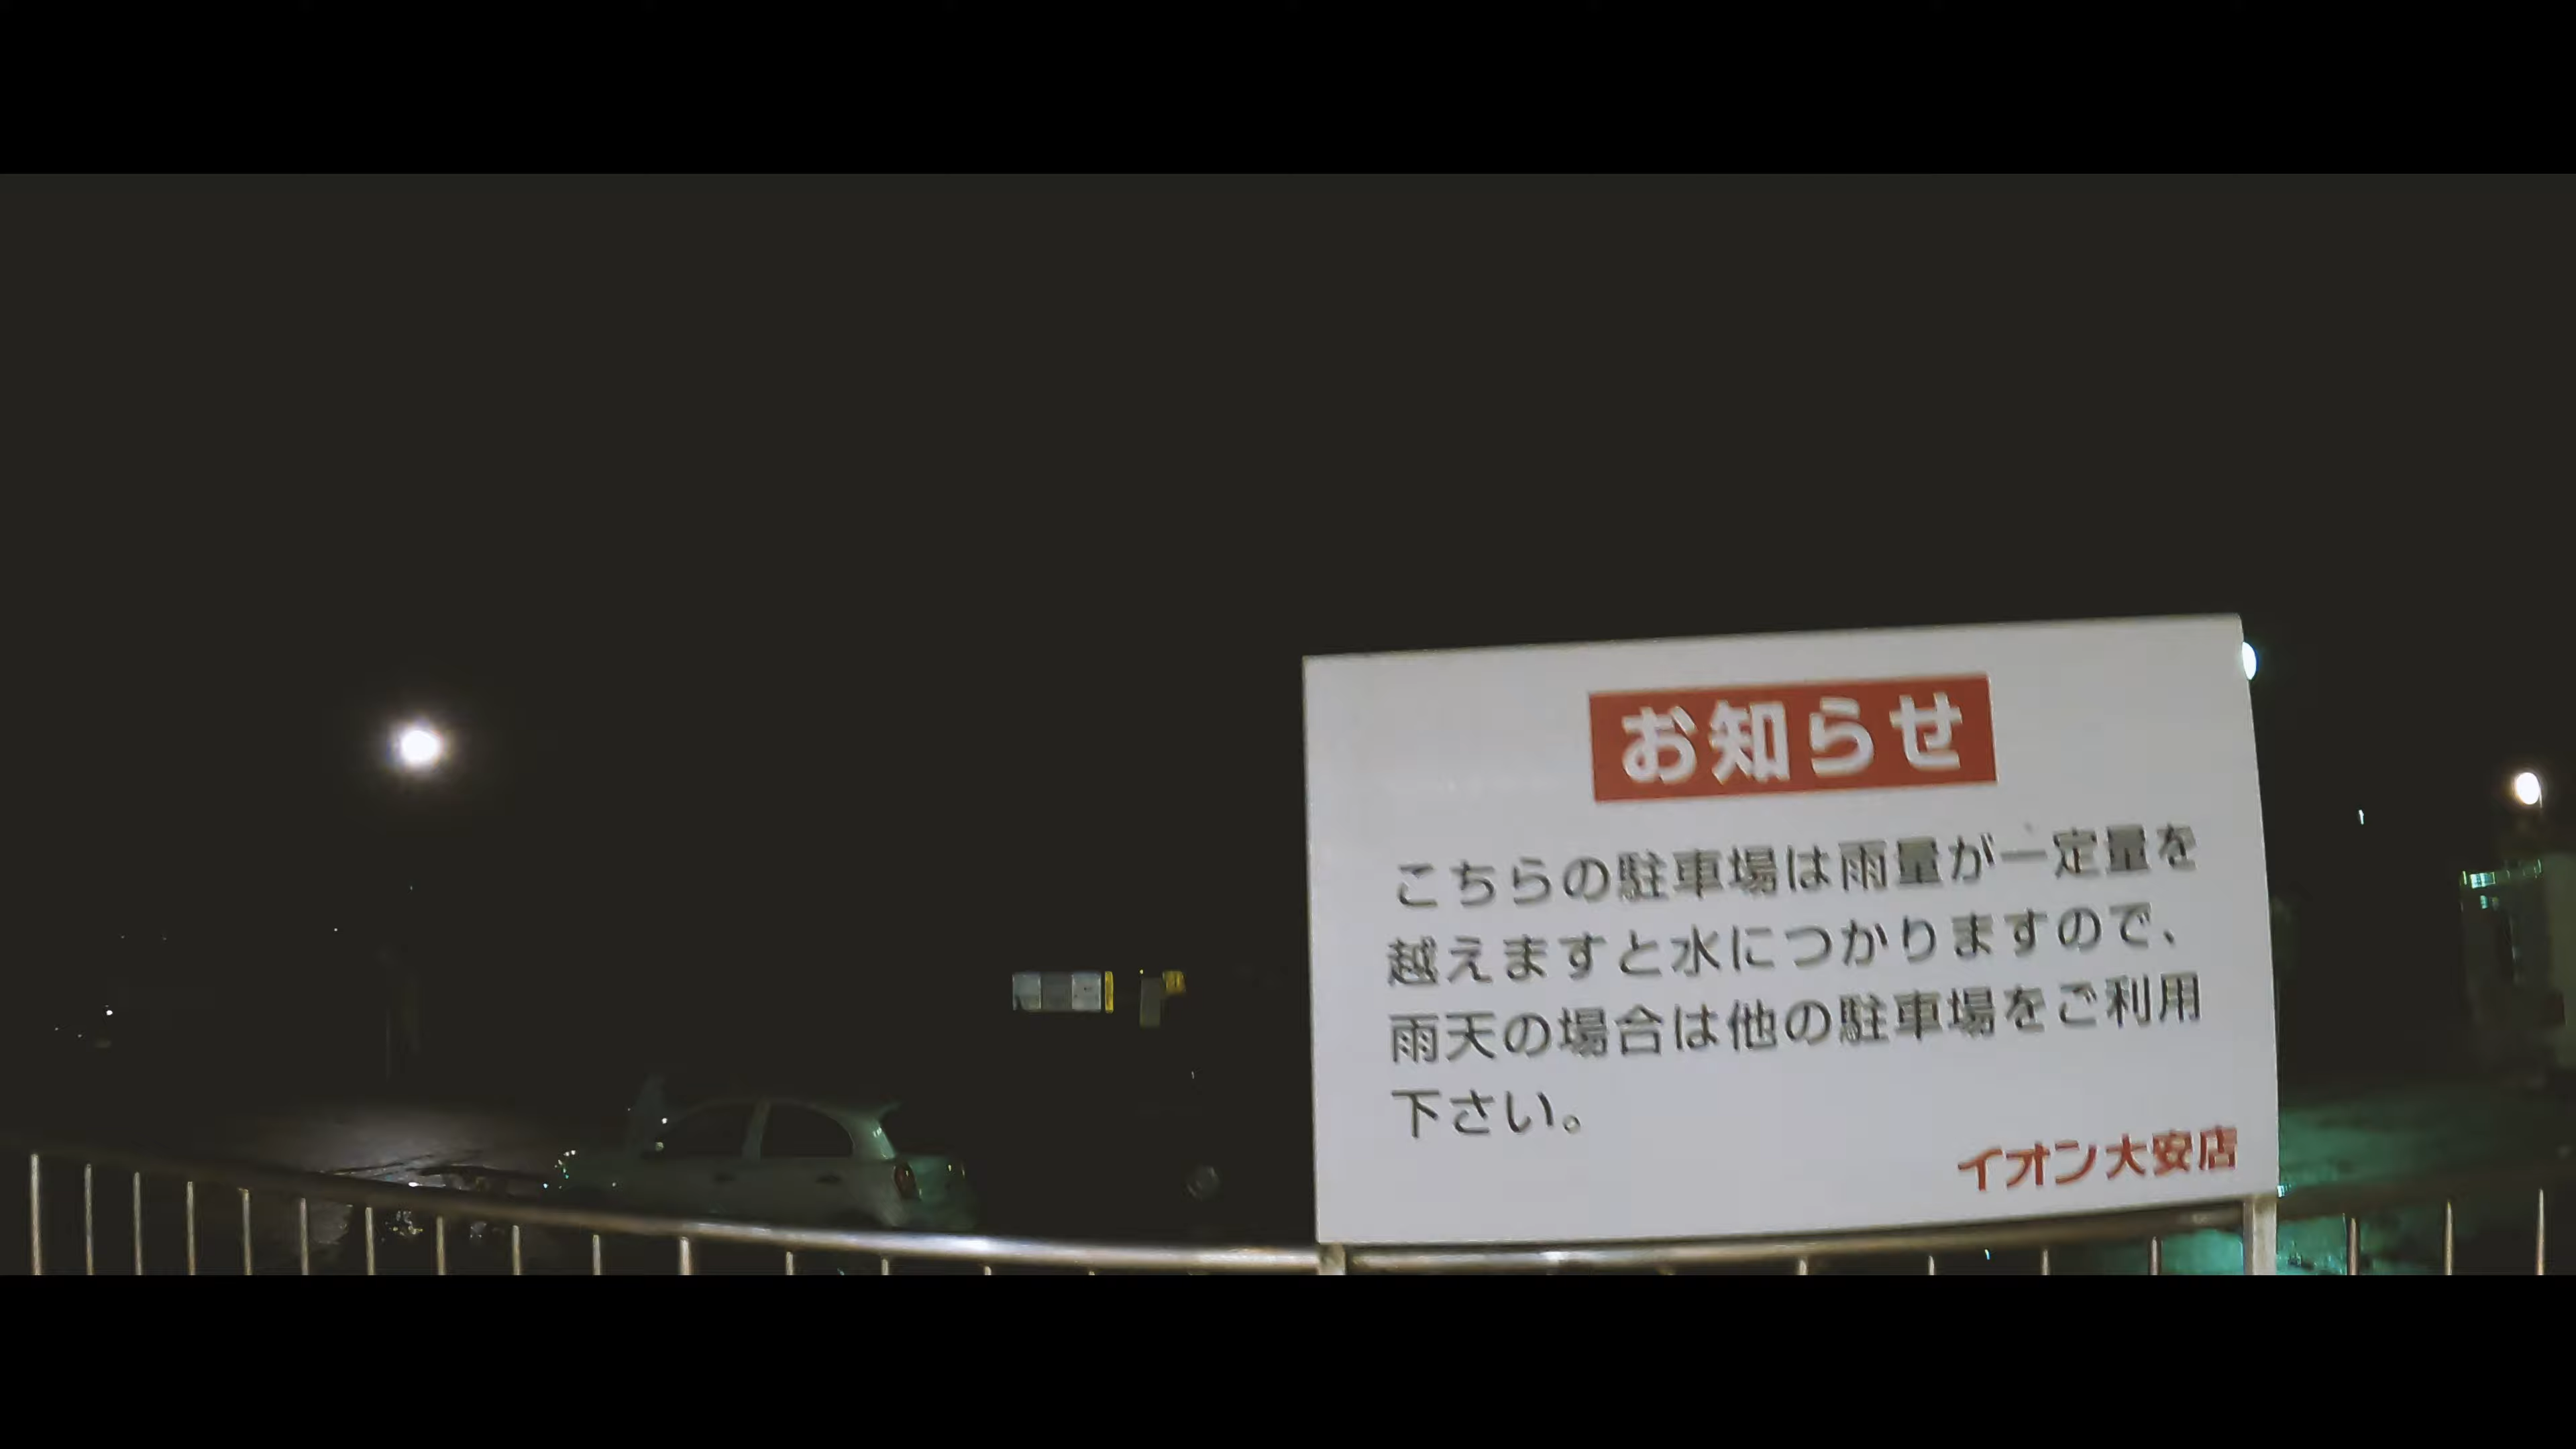 お知らせ
こちらの駐車場は雨量が一定量を
越えますと水につかりますので、
雨天の場合は他の駐車場をご利用
下さい。
イオン大安店